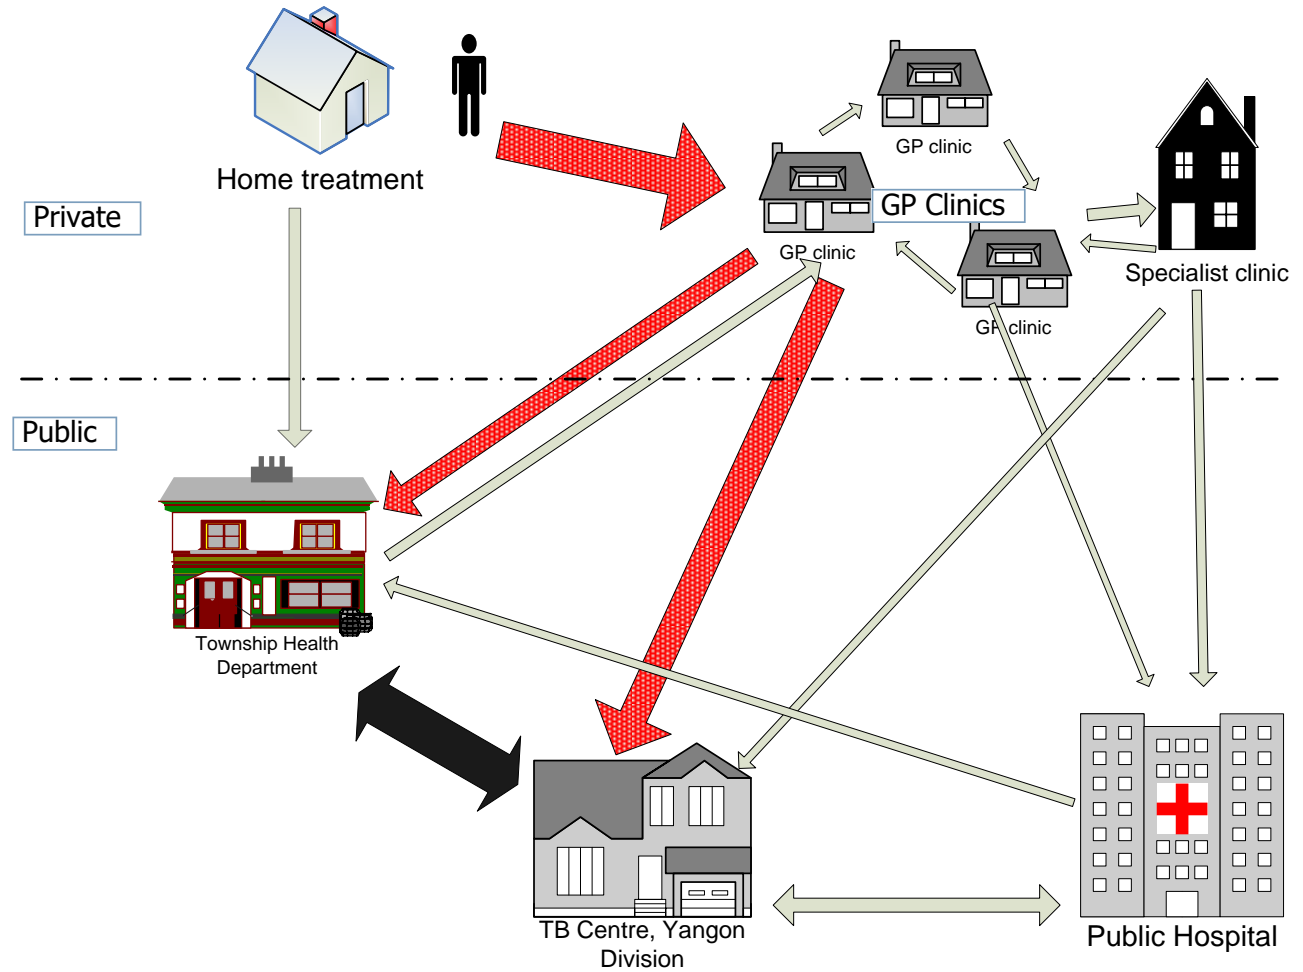 GP clinic
Home treatment
Private
GP Clinics
GP clinic
Specialist clinic
GP clinic
Public
Township Health
Department
TB Centre, Yangon
Division
Public Hospital